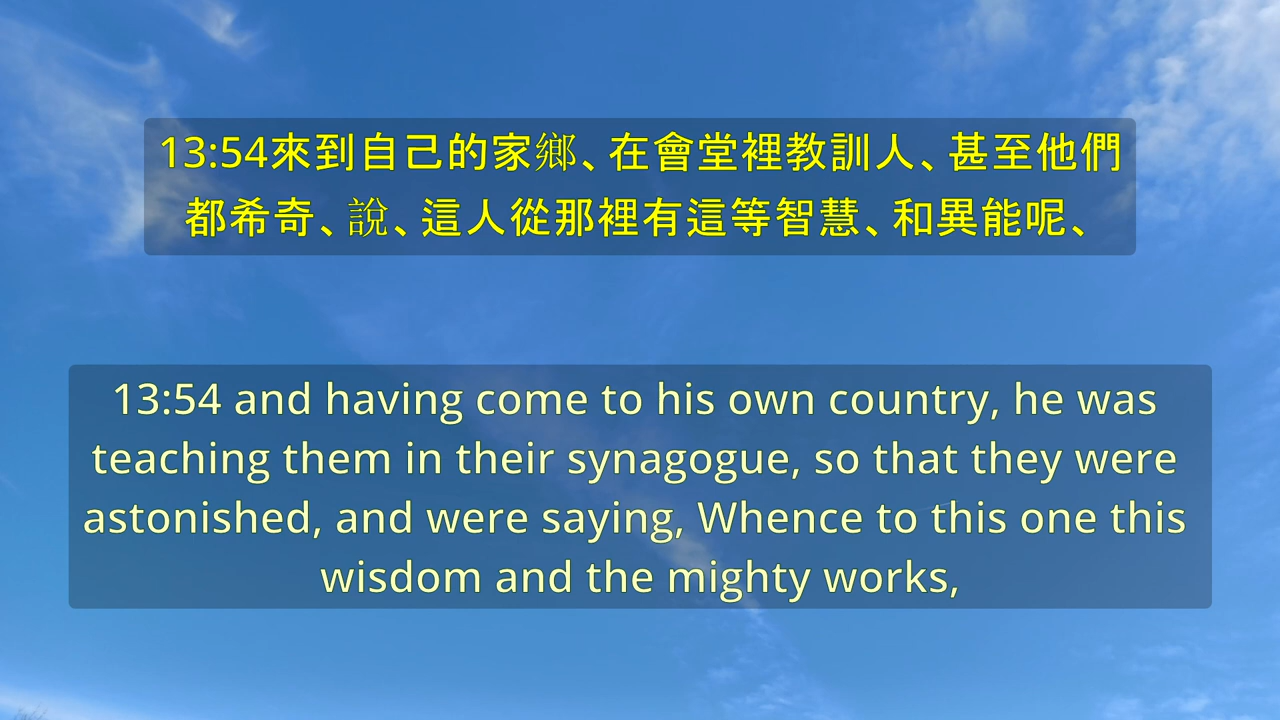 13:54來到自己的家鄉、在會堂裡教訓人、甚至他們
都希奇、說、這人從那裡有這等智慧、和異能呢、
13:54 and having come to his own country, he was
teaching them in their synagogue, so that they were
astonished, and were saying, Whence to this one this
wisdom and the mighty works,